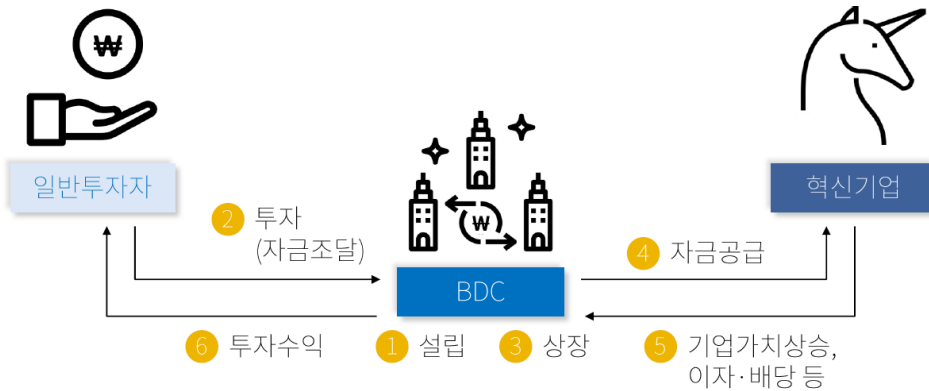 ₩
일반투자자
혁신기업
₩
② 투자
(자금조달)
④ 자금공급
BDC
⑥ 투자수익
① 설립
③ 상장
⑤ 기업가치상승,
이자·배당 등